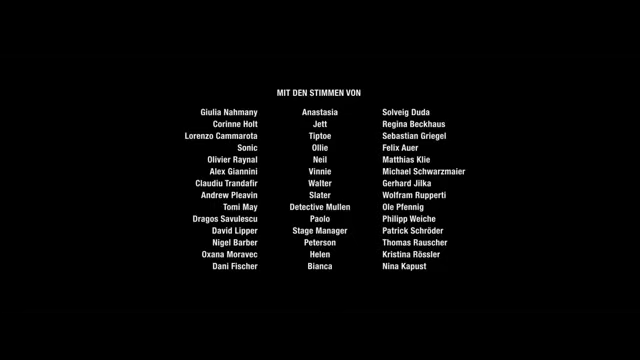 MIT DEN STIMMEN VON
Giulia Nahmany Anastasia Solveig Duda
Corinne Holt Jett Regina Beckhaus
Lorenzo Cammarota Tiptoe Sebastian Griegel
Sonic Ollie Felix Auer
Olivier Raynal Neil Matthias Klie
Alex Giannini Vinnie Michael Schwarzmaier
Claudiu Trandafir Walter Gerhard Jilka
Andrew Pleavin Slater Wolfram Rupperti
Tomi May Detective Mullen Ole Pfennig
Dragos Savulescu Paolo Philipp Weiche
David Lipper Stage Manager Patrick Schröder
Nigel Barber Peterson Thomas Rauscher
Oxana Moravec Helen Kristina Rössler
Dani Fischer Bianca Nina Kapust